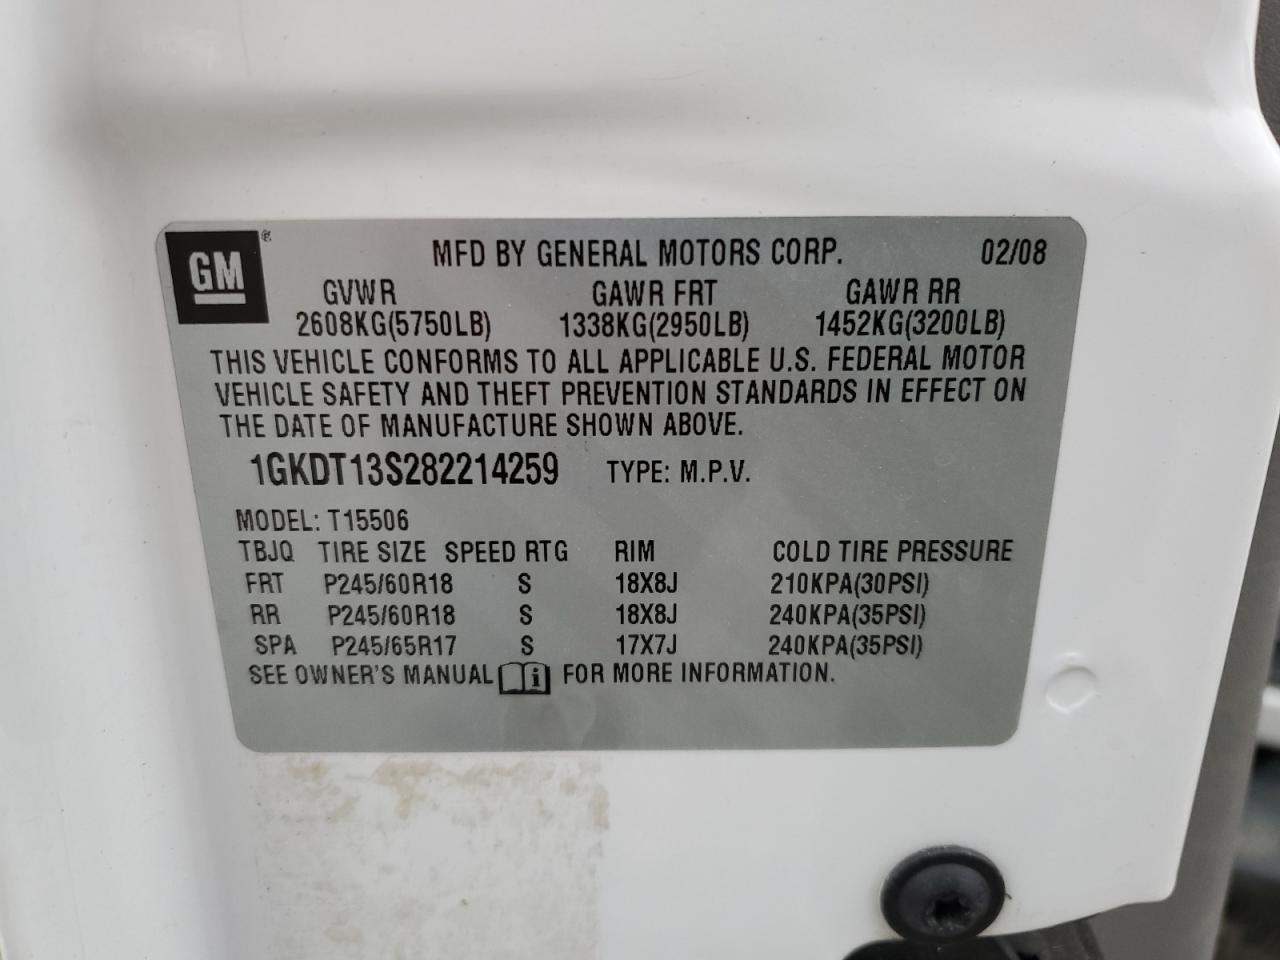 GM ® MFD BY GENERAL MOTORS CORP. 02/08
GVWR GAWR FRT GAWR RR
2608KG(5750LB) 1338KG(2950LB) 1452KG(3200LB)
THIS VEHICLE CONFORMS TO ALL APPLICABLE U.S. FEDERAL MOTOR
VEHICLE SAFETY AND THEFT PREVENTION STANDARDS IN EFFECT ON
THE DATE OF MANUFACTURE SHOWN ABOVE.
1GKDT13S282214259 TYPE: M.P.V.
MODEL: T15506
TBJQ TIRE SIZE SPEED RTG RIM COLD TIRE PRESSURE
FRT P245/60R18 S 18X8J 210KPA(30PSI)
RR P245/60R18 S 18X8J 240KPA(35PSI)
SPA P245/65R17 S 17X7J 240KPA(35PSI)
SEE OWNER'S MANUAL i FOR MORE INFORMATION.